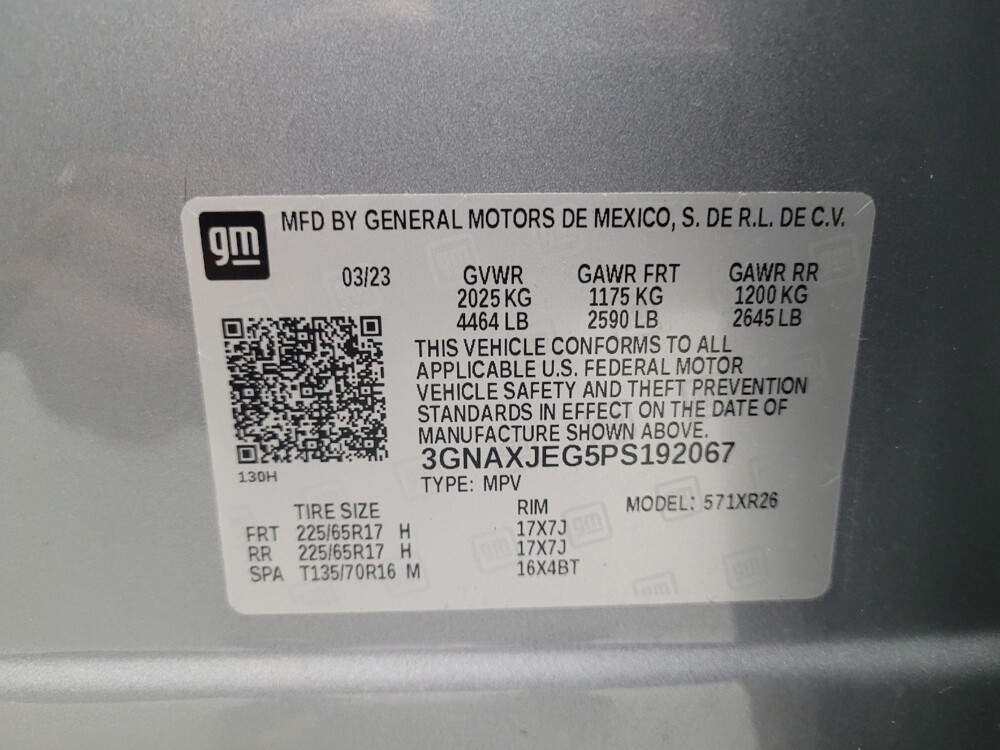 gm
MFD BY GENERAL MOTORS DE MEXICO, S. DE R.L. DE C.V.
03/23 GVWR GAWR FRT GAWR RR
2025 KG 1175 KG 1200 KG
4464 LB 2590 LB 2645 LB
THIS VEHICLE CONFORMS TO ALL
APPLICABLE U.S. FEDERAL MOTOR
VEHICLE SAFETY AND THEFT PREVENTION
STANDARDS IN EFFECT ON THE DATE OF
MANUFACTURE SHOWN ABOVE.
3GNAXJEG5PS192067
130H
TYPE: MPV
TIRE SIZE RIM MODEL: 571XR26
FRT 225/65R17 H 17X7J
RR 225/65R17 H 17X7J
SPA T135/70R16 M 16X4BT